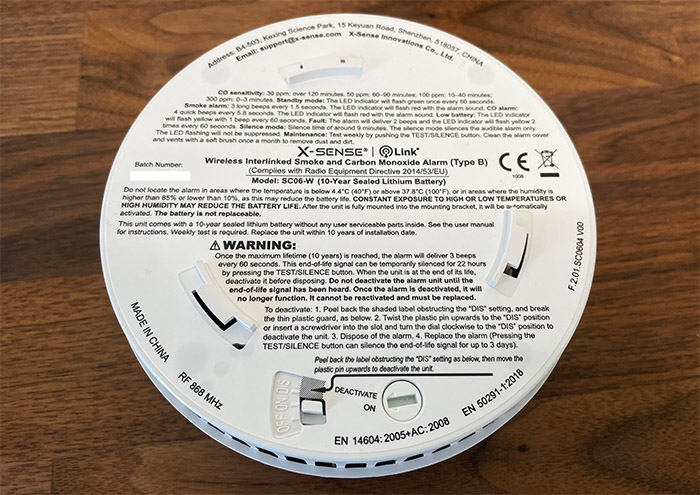 Address: B4-503, Kexing Science Park, 15 Keyuan Road, Shenzhen, 518057, CHINA
Email: support@x-sense.com X-Sense Innovations Co., Ltd.
CO sensitivity: 30 ppm: over 120 minutes; 50 ppm: 60–90 minutes; 100 ppm: 10–40 minutes;
300 ppm: 0–3 minutes. Standby mode: The LED indicator will flash green once every 60 seconds.
Smoke alarm: 3 long beeps every 1.5 seconds. The LED indicator will flash red with the alarm sound. CO alarm:
4 quick beeps every 5.8 seconds. The LED indicator will flash red with the alarm sound. Low battery: The LED indicator
will flash yellow with 1 beep every 60 seconds. Fault: The alarm will deliver 2 beeps and the LED indicator will flash yellow 2
times every 60 seconds. Silence mode: Silence time of around 9 minutes. The silence mode silences the audible alarm only.
The LED flashing will not be suppressed. Maintenance: Test weekly by pushing the TEST/SILENCE button. Clean the alarm cover
and vents with a soft brush once a month to remove dust and dirt.
X-SENSE® | Link®
Batch Number:
Wireless Interlinked Smoke and Carbon Monoxide Alarm (Type B)
(Complies with Radio Equipment Directive 2014/53/EU)
CE
1008
Model: SC06-W (10-Year Sealed Lithium Battery)
Do not locate the alarm in areas where the temperature is below 4.4°C (40°F) or above 37.8°C (100°F), or in areas where the humidity is
higher than 85% or lower than 10%, as this may reduce the battery life. CONSTANT EXPOSURE TO HIGH OR LOW TEMPERATURES OR
HIGH HUMIDITY MAY REDUCE THE BATTERY LIFE. After the unit is fully mounted into the mounting bracket, it will be automatically
activated. The battery is not replaceable.
This unit comes with a 10-year sealed lithium battery without any user serviceable parts inside. See the user manual
for instructions. Weekly test is required. Replace the unit within 10 years of installation date.
WARNING:
Once the maximum lifetime (10 years) is reached, the alarm will deliver 3 beeps
every 60 seconds. This end-of-life signal can be temporarily silenced for 22 hours
by pressing the TEST/SILENCE button. When the unit is at the end of its life,
deactivate it before disposing. Do not deactivate the alarm unit until the
end-of-life signal has been heard. Once the alarm is deactivated, it will
no longer function. It cannot be reactivated and must be replaced.
To deactivate: 1. Peel back the shaded label obstructing the "DIS" setting, and break
the thin plastic guard, as below. 2. Twist the plastic pin upwards to the "DIS" position
or insert a screwdriver into the slot and turn the dial clockwise to the "DIS" position to
deactivate the unit. 3. Dispose of the alarm. 4. Replace the alarm (Pressing the
TEST/SILENCE button can silence the end-of-life signal for up to 3 days).
Peel back the label obstructing the "DIS" setting as below, then move the
plastic pin upwards to deactivate the unit.
F.2.01.SC0604 V00
MADE IN CHINA
RF 868 MHz
OFF ON DIS
DEACTIVATE
ON
EN 14604: 2005+AC: 2008
EN 50291-1:2018